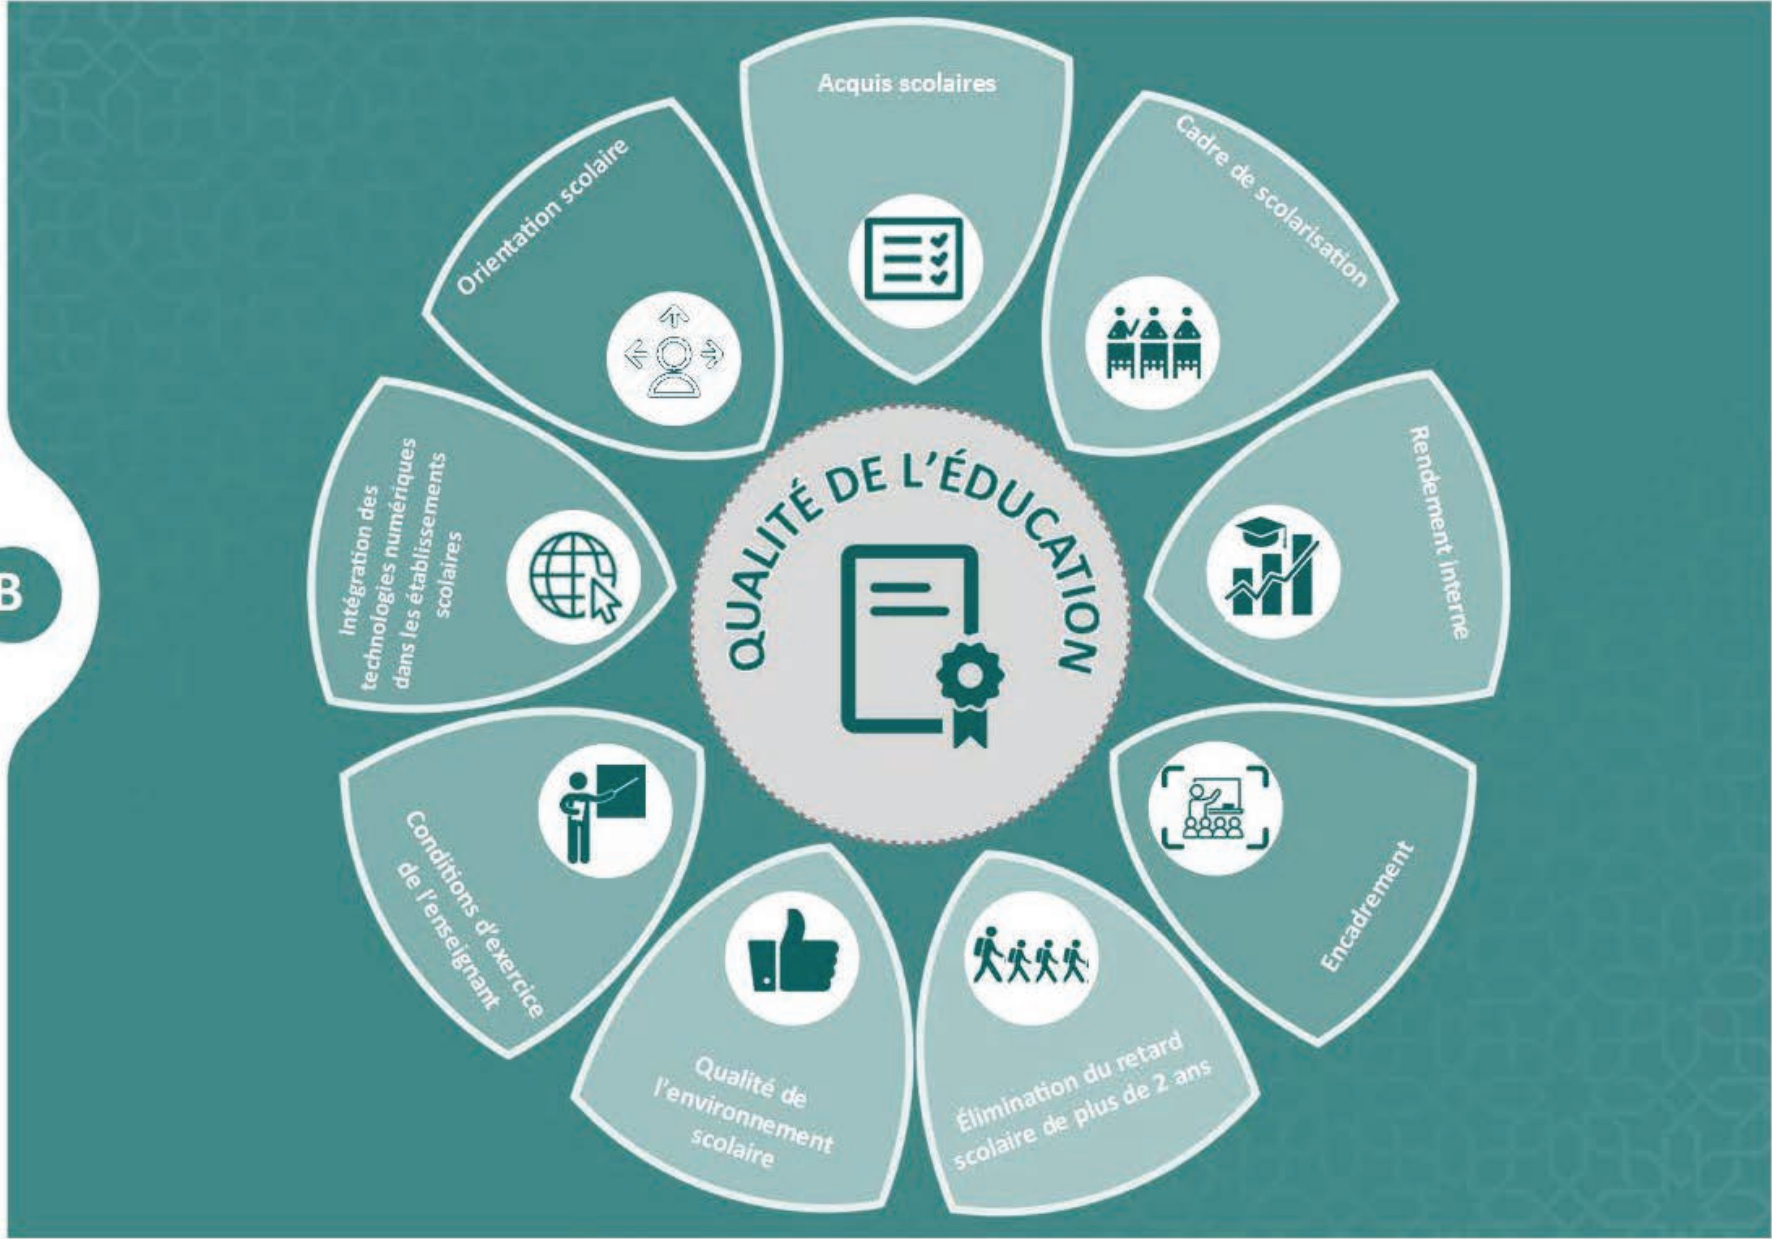 Acquis scolaires
Cadre de scolarisation
Rendement interne
Encadrement
Élimination du retard
scolaire de plus de 2 ans
Qualité de
l'environnement
scolaire
Conditions d'exercice
de l'enseignant
Intégration des
technologies numériques
dans les établissements
scolaires
Orientation scolaire
QUALITÉ DE L'ÉDUCATION
B